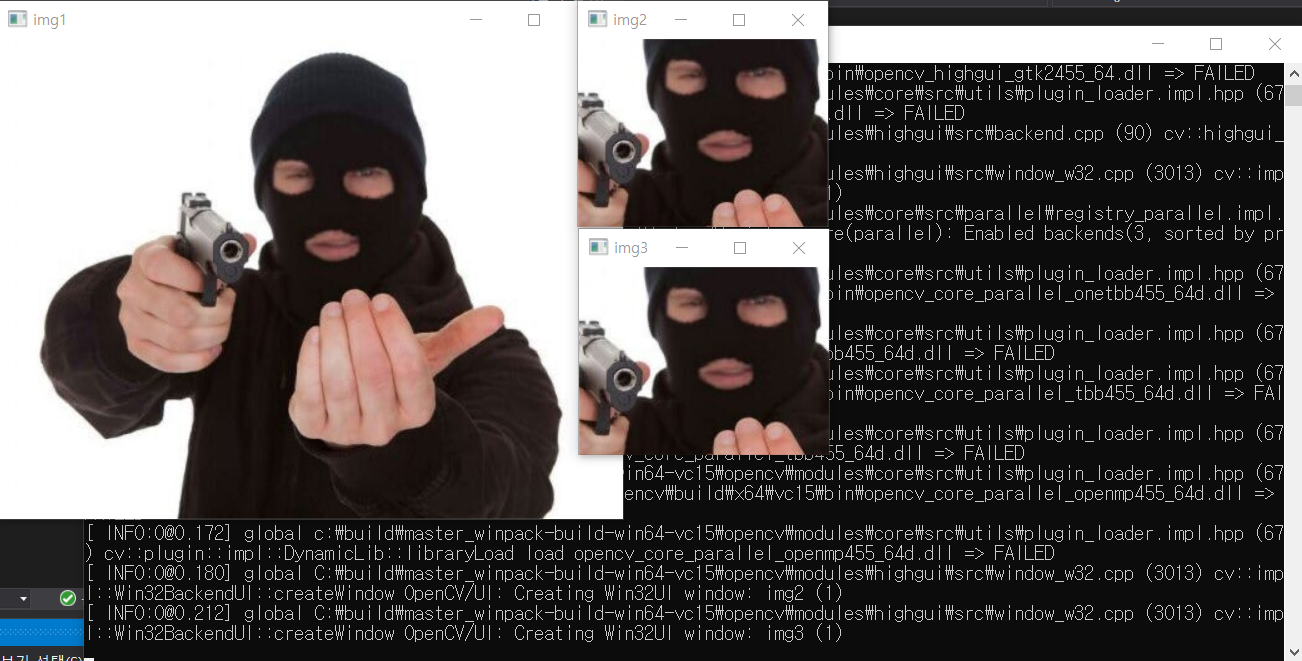 img1
img2
img3
bin₩opencv_highgui_gtk2455_64.dll => FAILED
ules₩core₩src₩utils₩plugin_loader.impl.hpp (67
.dll => FAILED
ules₩highgui₩src₩backend.cpp (90) cv::highgui_
ules₩highgui₩src₩window_w32.cpp (3013) cv::imp
1)
ules₩core₩src₩parallel₩registry_parallel.impl.
re(parallel): Enabled backends(3, sorted by pr
ules₩core₩src₩utils₩plugin_loader.impl.hpp (67
bin₩opencv_core_parallel_onetbb455_64d.dll =>
ules₩core₩src₩utils₩plugin_loader.impl.hpp (67
bb455_64d.dll => FAILED
ules₩core₩src₩utils₩plugin_loader.impl.hpp (67
bin₩opencv_core_parallel_tbb455_64d.dll => FAI
ules₩core₩src₩utils₩plugin_loader.impl.hpp (67
v_core_parallel_tbb455_64d.dll => FAILED
in64-vc15₩opencv₩modules₩core₩src₩utils₩plugin_loader.impl.hpp (67
encv₩build₩x64₩vc15₩bin₩opencv_core_parallel_openmp455_64d.dll =>
[ INFO:0@0.172] global c:₩build₩master_winpack-build-win64-vc15₩opencv₩modules₩core₩src₩utils₩plugin_loader.impl.hpp (67
) cv::plugin::impl::DynamicLib::libraryLoad load opencv_core_parallel_openmp455_64d.dll => FAILED
[ INFO:0@0.180] global C:₩build₩master_winpack-build-win64-vc15₩opencv₩modules₩highgui₩src₩window_w32.cpp (3013) cv::imp
l::Win32BackendUI::createWindow OpenCV/UI: Creating Win32UI window: img2 (1)
[ INFO:0@0.212] global C:₩build₩master_winpack-build-win64-vc15₩opencv₩modules₩highgui₩src₩window_w32.cpp (3013) cv::imp
l::Win32BackendUI::createWindow OpenCV/UI: Creating Win32UI window: img3 (1)